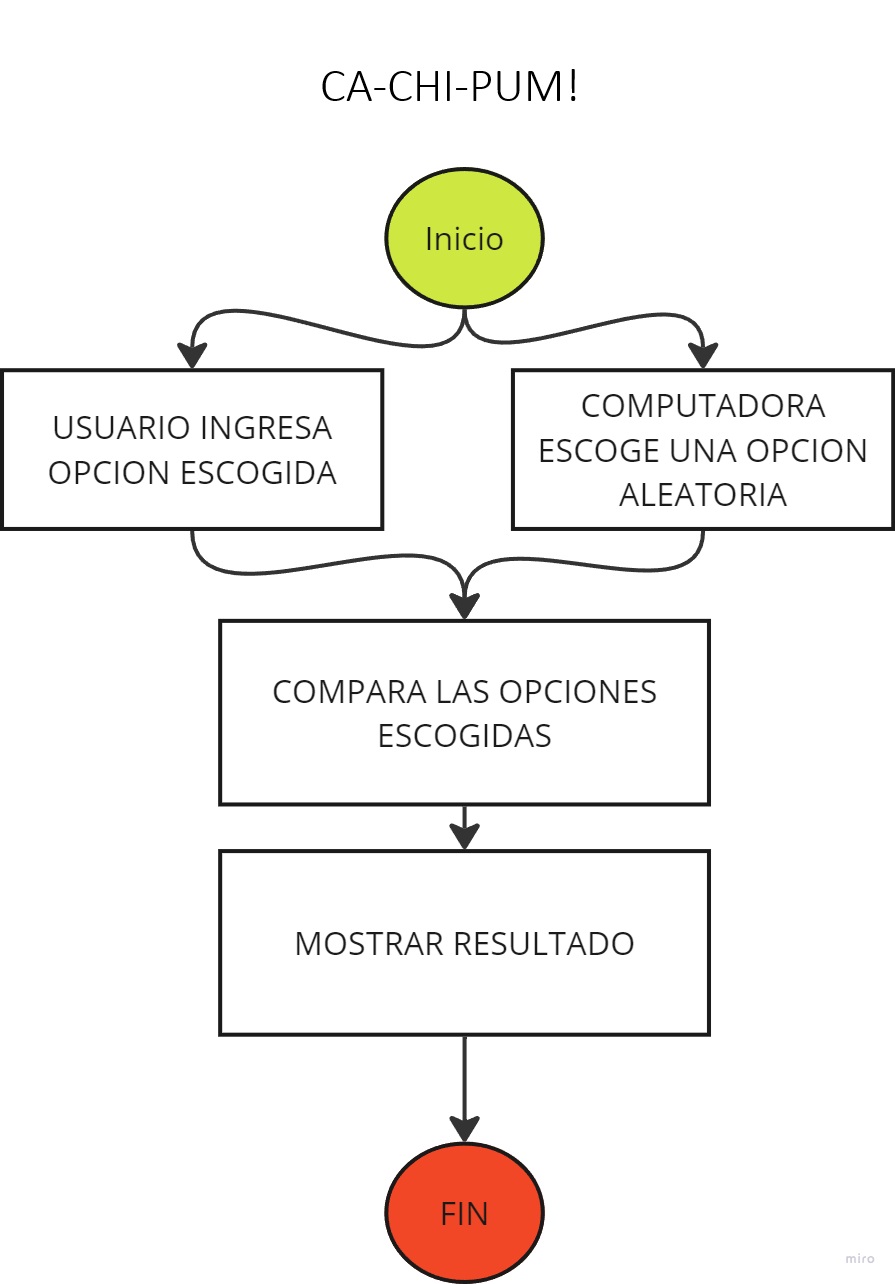 CA-CHI-PUM!
Inicio
USUARIO INGRESA
OPCION ESCOGIDA
COMPUTADORA
ESCOGE UNA OPCION
ALEATORIA
COMPARA LAS OPCIONES
ESCOGIDAS
MOSTRAR RESULTADO
FIN
miro